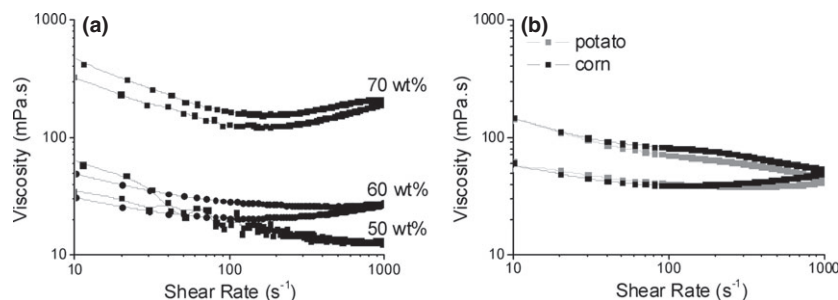 (a)
1000
100
10
Viscosity (mPa.s)
70 wt%
60 wt%
50 wt%
10
100
1000
Shear Rate (s⁻¹)
(b)
potato
corn
1000
100
10
Viscosity (mPa.s)
10
100
1000
Shear Rate (s⁻¹)